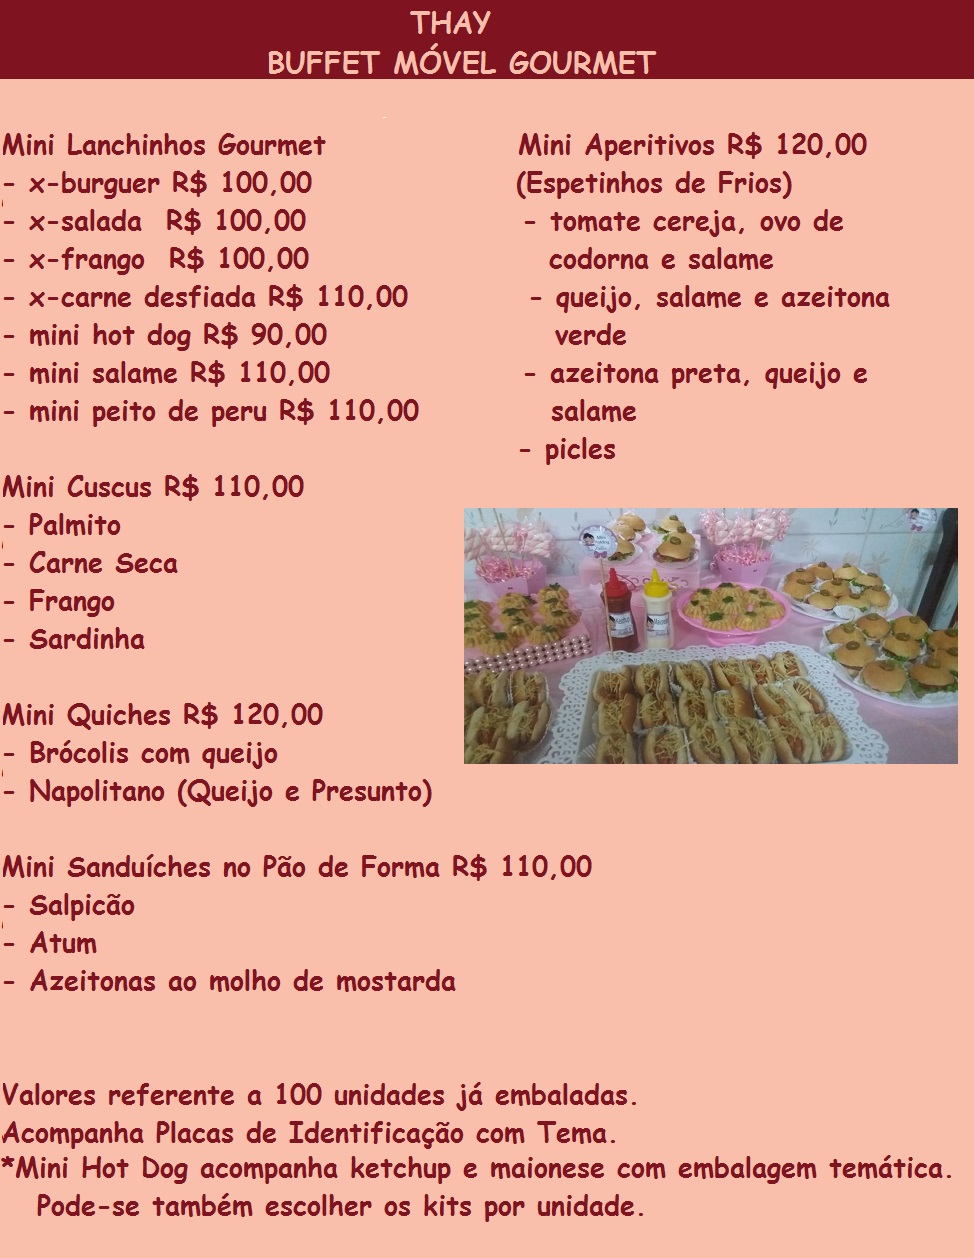 THAY
BUFFET MÓVEL GOURMET
Mini Lanchinhos Gourmet
- x-burguer R$ 100,00
- x-salada R$ 100,00
- x-frango R$ 100,00
- x-carne desfiada R$ 110,00
- mini hot dog R$ 90,00
- mini salame R$ 110,00
- mini peito de peru R$ 110,00
Mini Cuscus R$ 110,00
- Palmito
- Carne Seca
- Frango
- Sardinha
Mini Quiches R$ 120,00
- Brócolis com queijo
- Napolitano (Queijo e Presunto)
Mini Sanduíches no Pão de Forma R$ 110,00
- Salpicão
- Atum
- Azeitonas ao molho de mostarda
Mini Aperitivos R$ 120,00
(Espetinhos de Frios)
- tomate cereja, ovo de
codorna e salame
- queijo, salame e azeitona
verde
- azeitona preta, queijo e
salame
- picles
Valores referente a 100 unidades já embaladas.
Acompanha Placas de Identificação com Tema.
*Mini Hot Dog acompanha ketchup e maionese com embalagem temática.
Pode-se também escolher os kits por unidade.